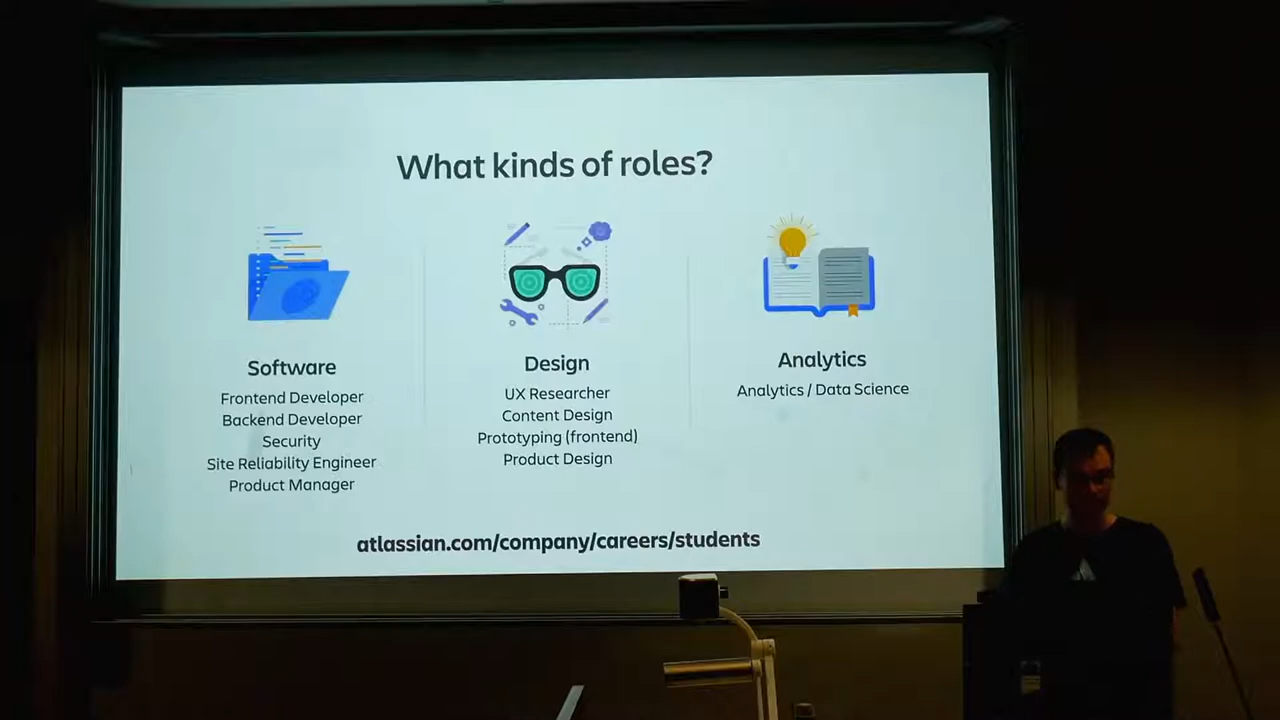 What kinds of roles?
Software
Frontend Developer
Backend Developer
Security
Site Reliability Engineer
Product Manager
Design
UX Researcher
Content Design
Prototyping (frontend)
Product Design
Analytics
Analytics / Data Science
atlassian.com/company/careers/students